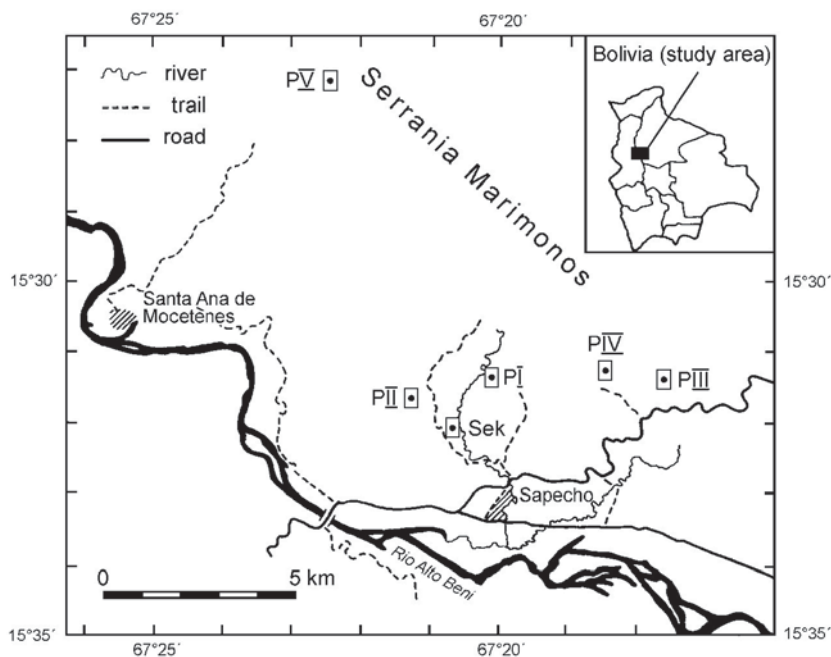 67°25´
67°20´
river
trail
road
PV
Serrania Marimonos
Bolivia (study area)
15°30´
15°30´
Santa Ana de
Mocetènes
PI
PIV
PIII
PII
Sek
Sapecho
Rio Alto Beni
0
5 km
15°35´
15°35´
67°25´
67°20´